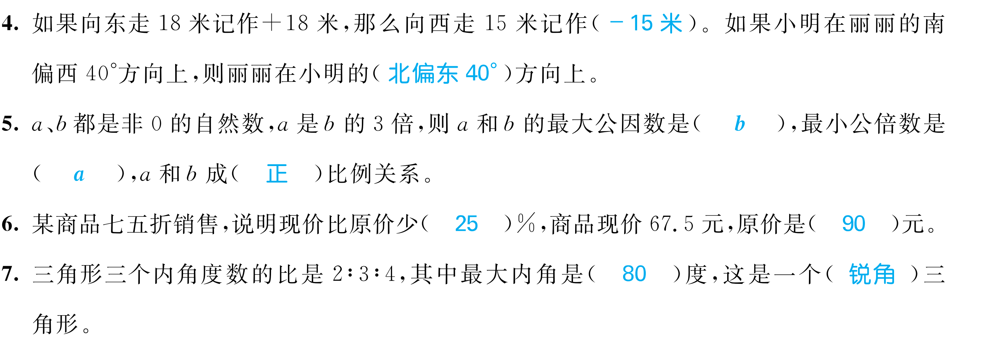 4. 如果向东走 18 米记作+18 米,那么向西走 15 米记作( －15 米 )。如果小明在丽丽的南
偏西 40°方向上,则丽丽在小明的( 北偏东 40° )方向上。
5. a、b 都是非 0 的自然数,a 是 b 的 3 倍,则 a 和 b 的最大公因数是( b ),最小公倍数是
( a ),a 和 b 成( 正 )比例关系。
6. 某商品七五折销售,说明现价比原价少( 25 )%,商品现价 67.5 元,原价是( 90 )元。
7. 三角形三个内角度数的比是 2∶3∶4,其中最大内角是( 80 )度,这是一个( 锐角 )三
角形。